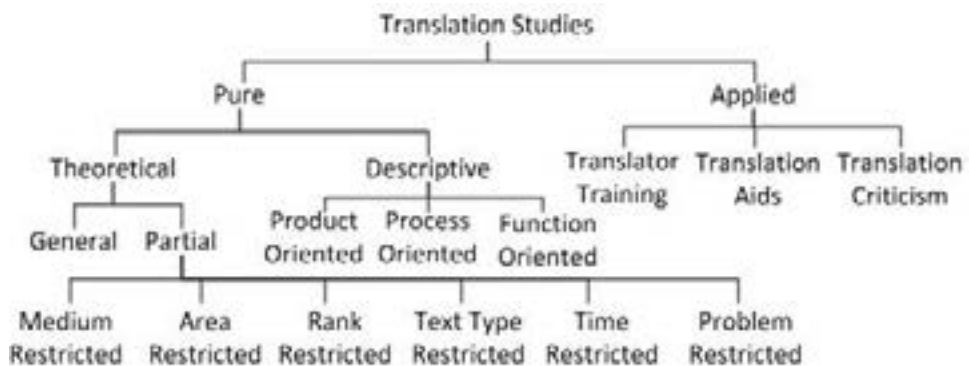 Translation Studies
Pure
Applied
Theoretical
Descriptive
Translator
Training
Translation
Aids
Translation
Criticism
General
Partial
Product
Oriented
Process
Oriented
Function
Oriented
Medium
Restricted
Area
Restricted
Rank
Restricted
Text Type
Restricted
Time
Restricted
Problem
Restricted